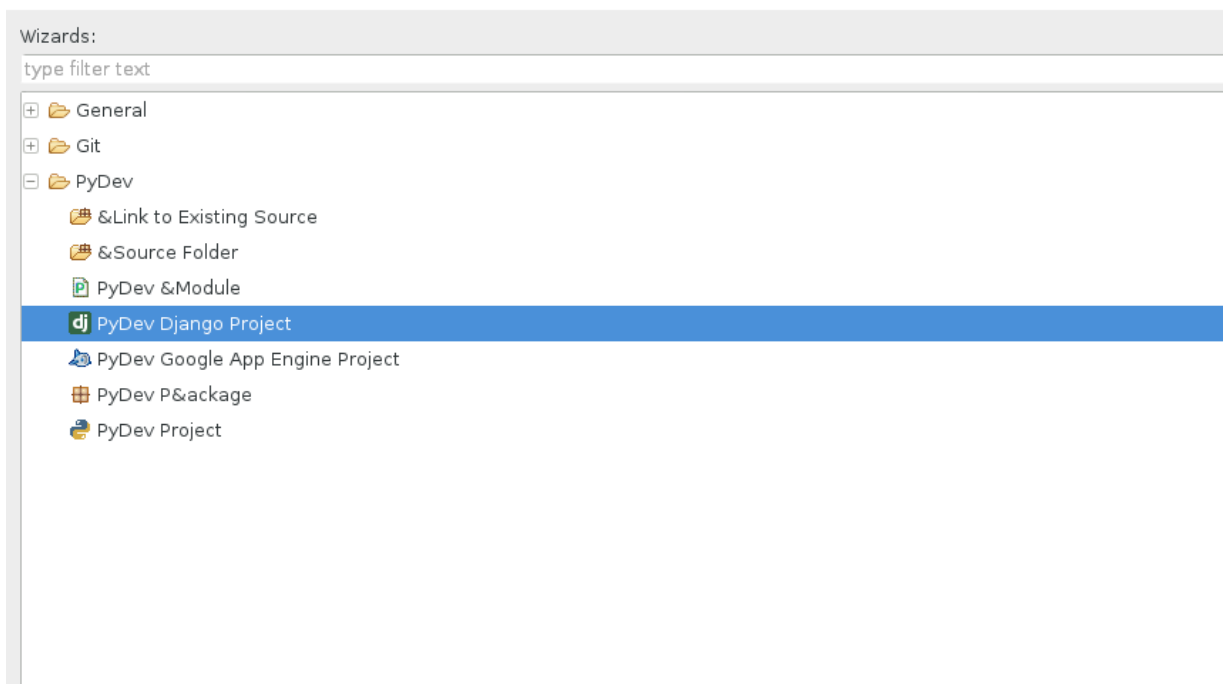 Wizards:
type filter text
General
Git
PyDev
&Link to Existing Source
&Source Folder
PyDev &Module
dj PyDev Django Project
PyDev Google App Engine Project
PyDev P&ackage
PyDev Project